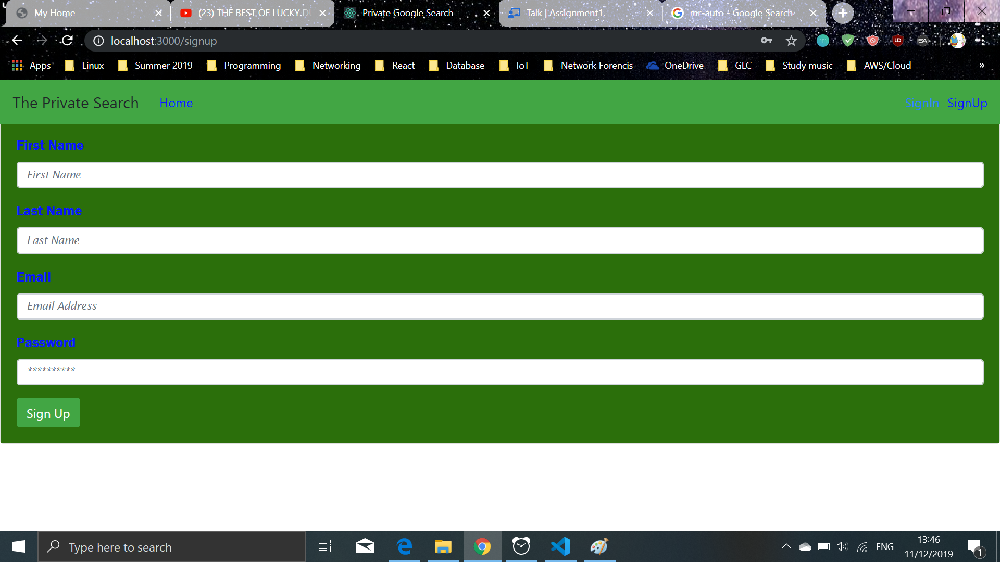 My Home
(23) THE BEST OF LUCKY D
Private Google Search
Talk | Assignment1
mr-auto - Google Search
localhost:3000/signup
Apps Linux Summer 2019 Programming Networking React Database IoT Network Forencis OneDrive GLC Study music AWS/Cloud »
The Private Search Home SignIn SignUp
First Name
First Name
Last Name
Last Name
Email
Email Address
Password
**********
Sign Up
Type here to search
ENG
13:46
11/12/2019
1